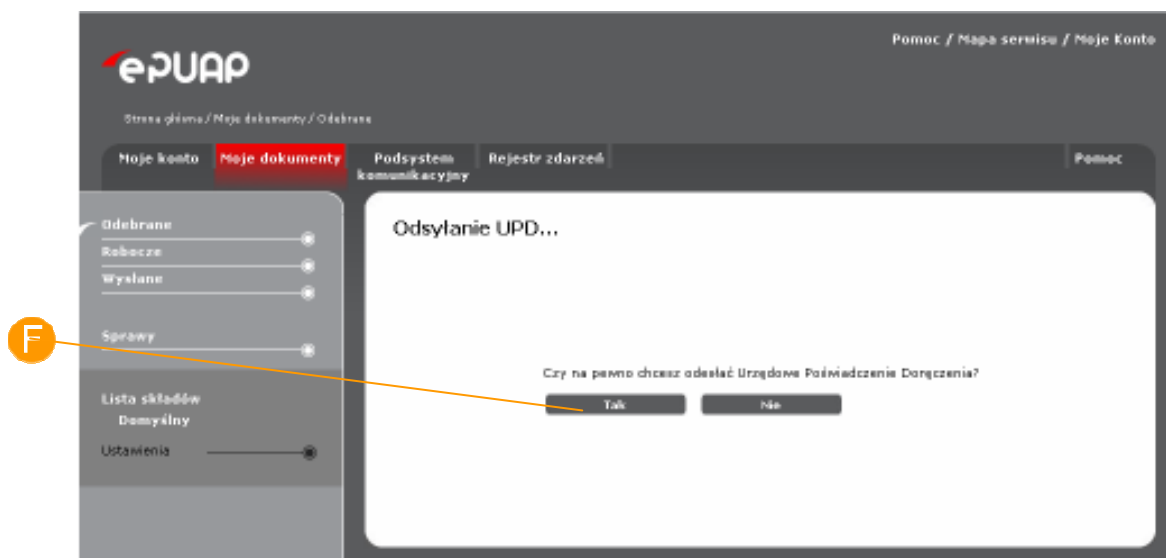 Pomoc / Mapa serwisu / Moje Konto
ePUAP
Strona główna / Moje dokumenty / Odebrane
Moje konto
Moje dokumenty
Podsystem
komunikacyjny
Rejestr zdarzeń
Pomoc
Odebrane
Robocze
Wysłane
Sprawy
Lista składów
Domyślny
Ustawienia
Odsyłanie UPD...
Czy na pewno chcesz odesłać Urzędowe Poświadczenie Doręczenia?
Tak
Nie
F